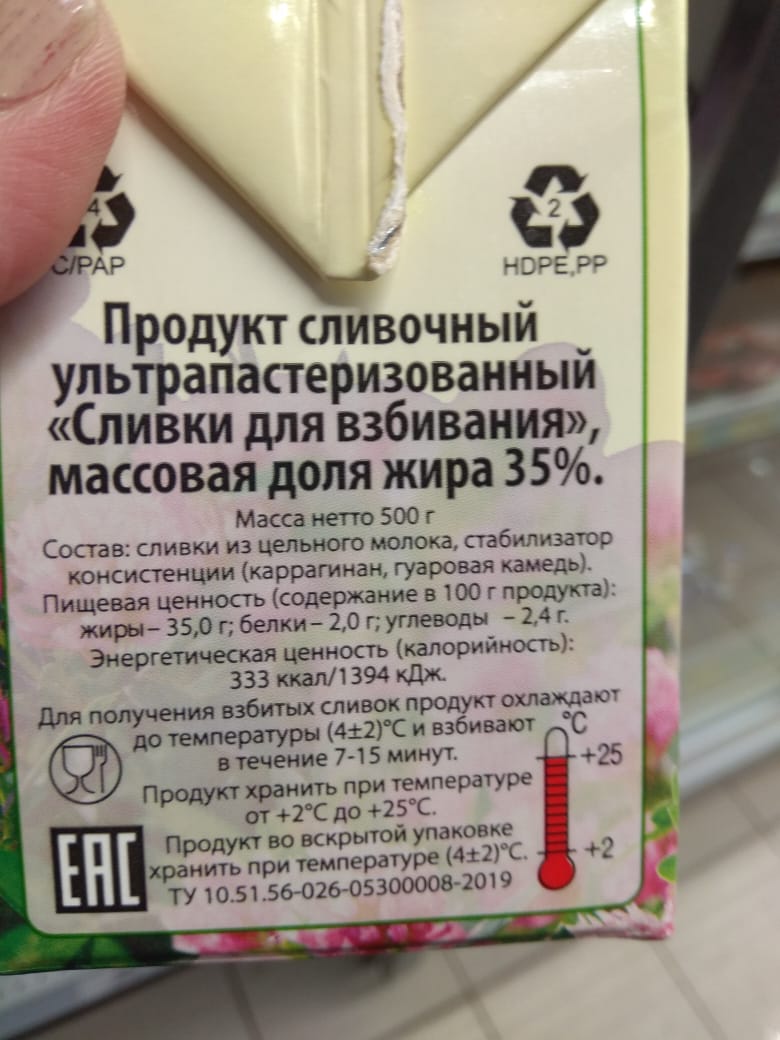 4
C/PAP
2
HDPE,PP
Продукт сливочный
ультрапастеризованный
«Сливки для взбивания»,
массовая доля жира 35%.
Масса нетто 500 г
Состав: сливки из цельного молока, стабилизатор
консистенции (каррагинан, гуаровая камедь).
Пищевая ценность (содержание в 100 г продукта):
жиры– 35,0 г; белки– 2,0 г; углеводы – 2,4 г.
Энергетическая ценность (калорийность):
333 ккал/1394 кДж.
Для получения взбитых сливок продукт охлаждают
до температуры (4±2)°С и взбивают
в течение 7-15 минут.
°С
+25
Продукт хранить при температуре
от +2°С до +25°С.
Продукт во вскрытой упаковке
хранить при температуре (4±2)°С.
+2
ТУ 10.51.56-026-05300008-2019
EAC